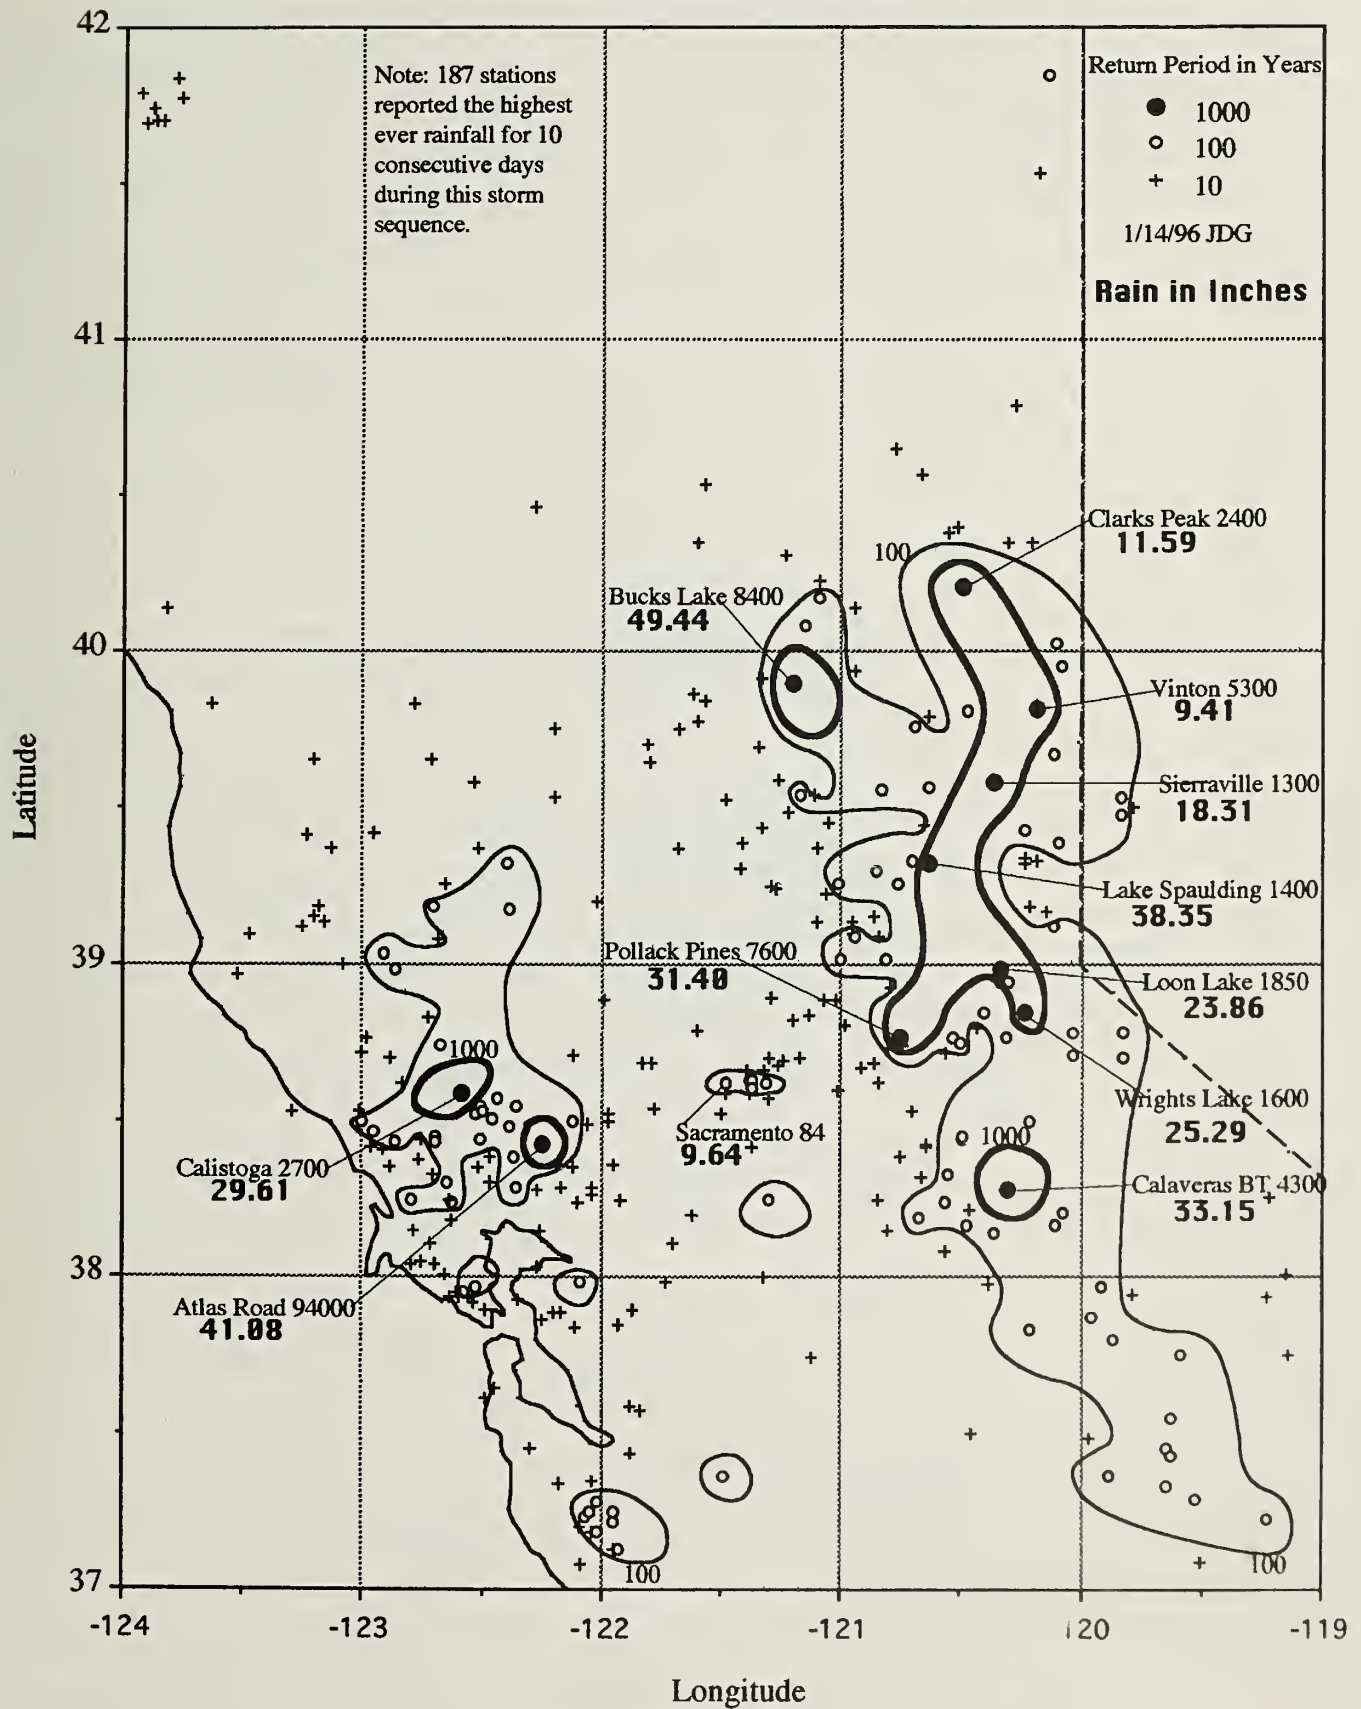 42
41
40
39
38
37
Latitude
Note: 187 stations
reported the highest
ever rainfall for 10
consecutive days
during this storm
sequence.
Return Period in Years
1000
100
10
1/14/96 JDG
Rain in Inches
Clarks Peak 2400
11.59
100
Bucks Lake 8400
49.44
Vinton 5300
9.41
Sierraville 1300
18.31
Lake Spaulding 1400
38.35
Pollack Pines 7600
31.40
Loon Lake 1850
23.86
1000
Wrights Lake 1600
25.29
Sacramento 84
9.64
1000
Calistoga 2700
29.61
Calaveras BT 4300
33.15
Atlas Road 94000
41.08
100
100
-124
-123
-122
-121
120
-119
Longitude